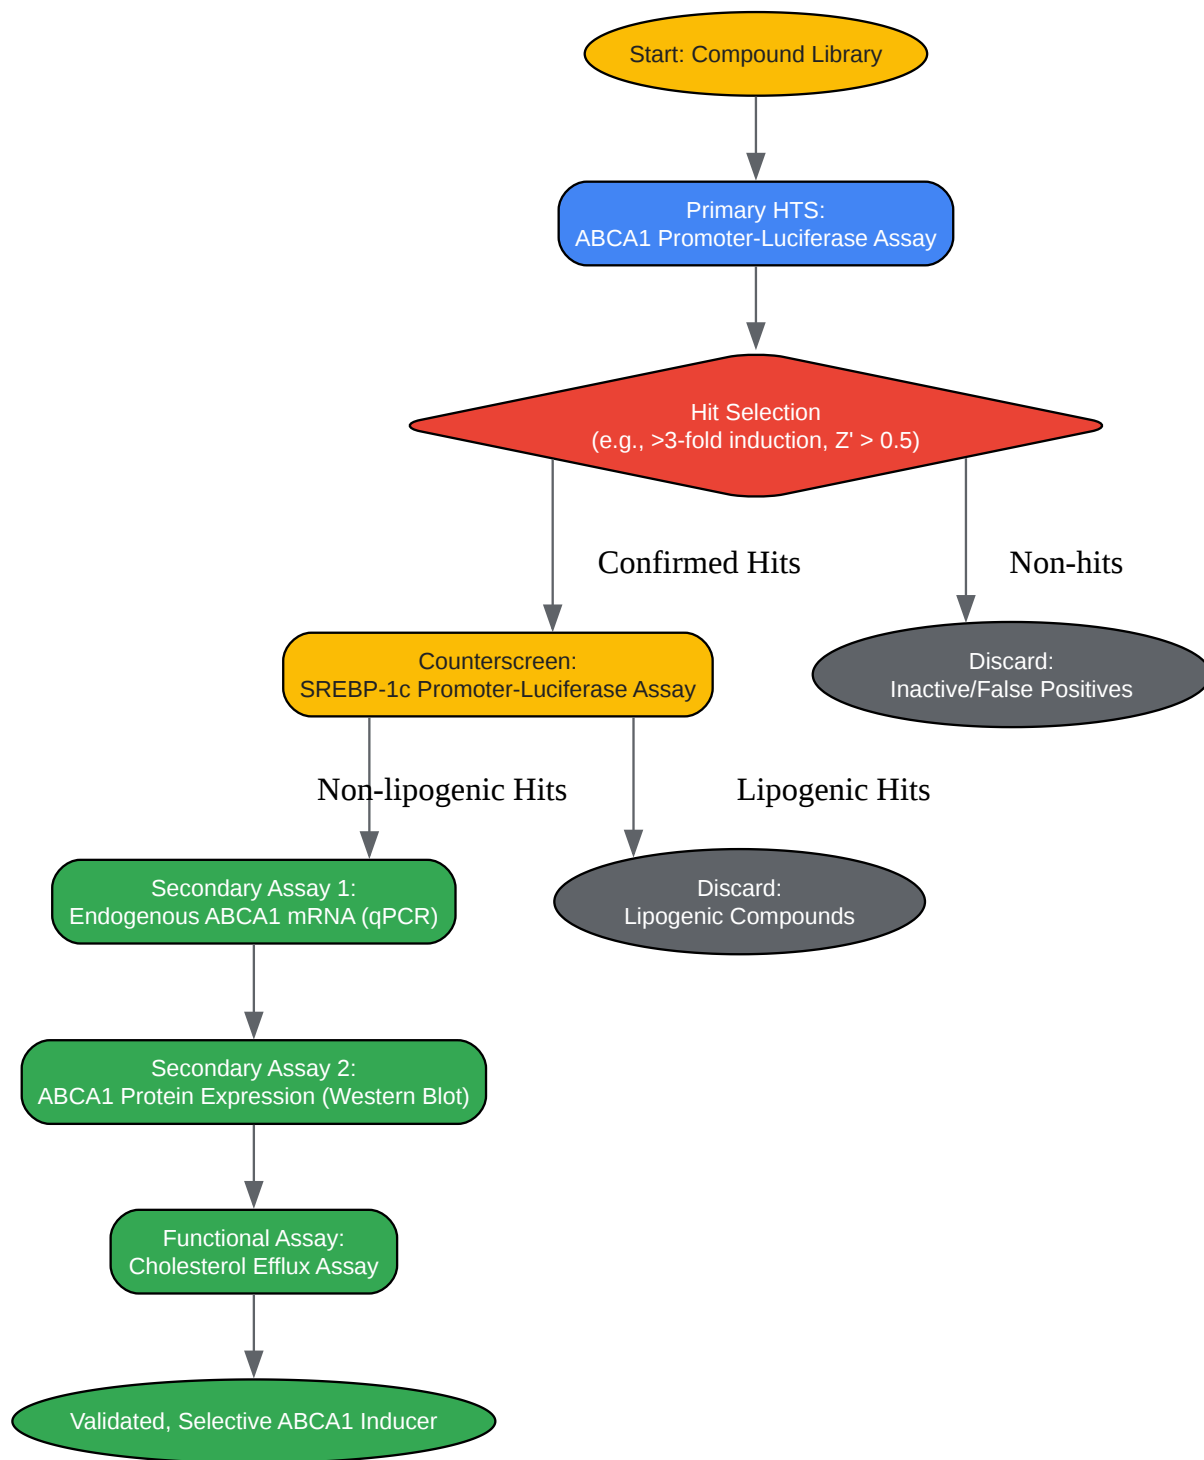 Start: Compound Library
Primary HTS:
ABCA1 Promoter-Luciferase Assay
Hit Selection
(e.g., >3-fold induction, Z' > 0.5)
Confirmed Hits
Non-hits
Counterscreen:
SREBP-1c Promoter-Luciferase Assay
Discard:
Inactive/False Positives
Non-lipogenic Hits
Lipogenic Hits
Secondary Assay 1:
Endogenous ABCA1 mRNA (qPCR)
Discard:
Lipogenic Compounds
Secondary Assay 2:
ABCA1 Protein Expression (Western Blot)
Functional Assay:
Cholesterol Efflux Assay
Validated, Selective ABCA1 Inducer